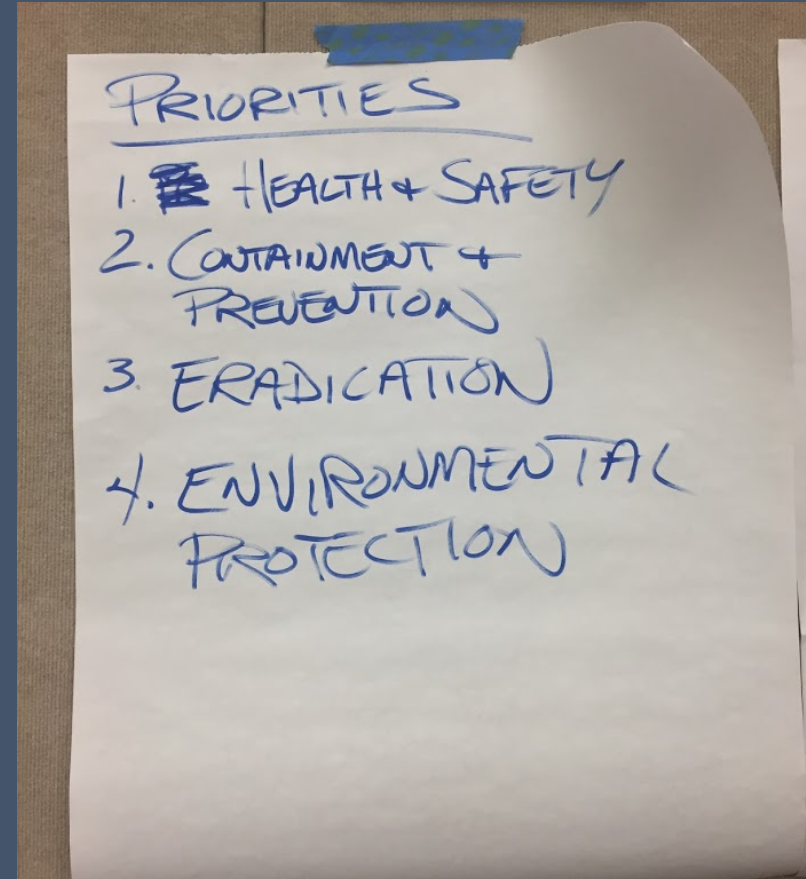 PRIORITIES
1. HEALTH & SAFETY
2. CONTAINMENT &
PREVENTION
3. ERADICATION
4. ENVIRONMENTAL
PROTECTION